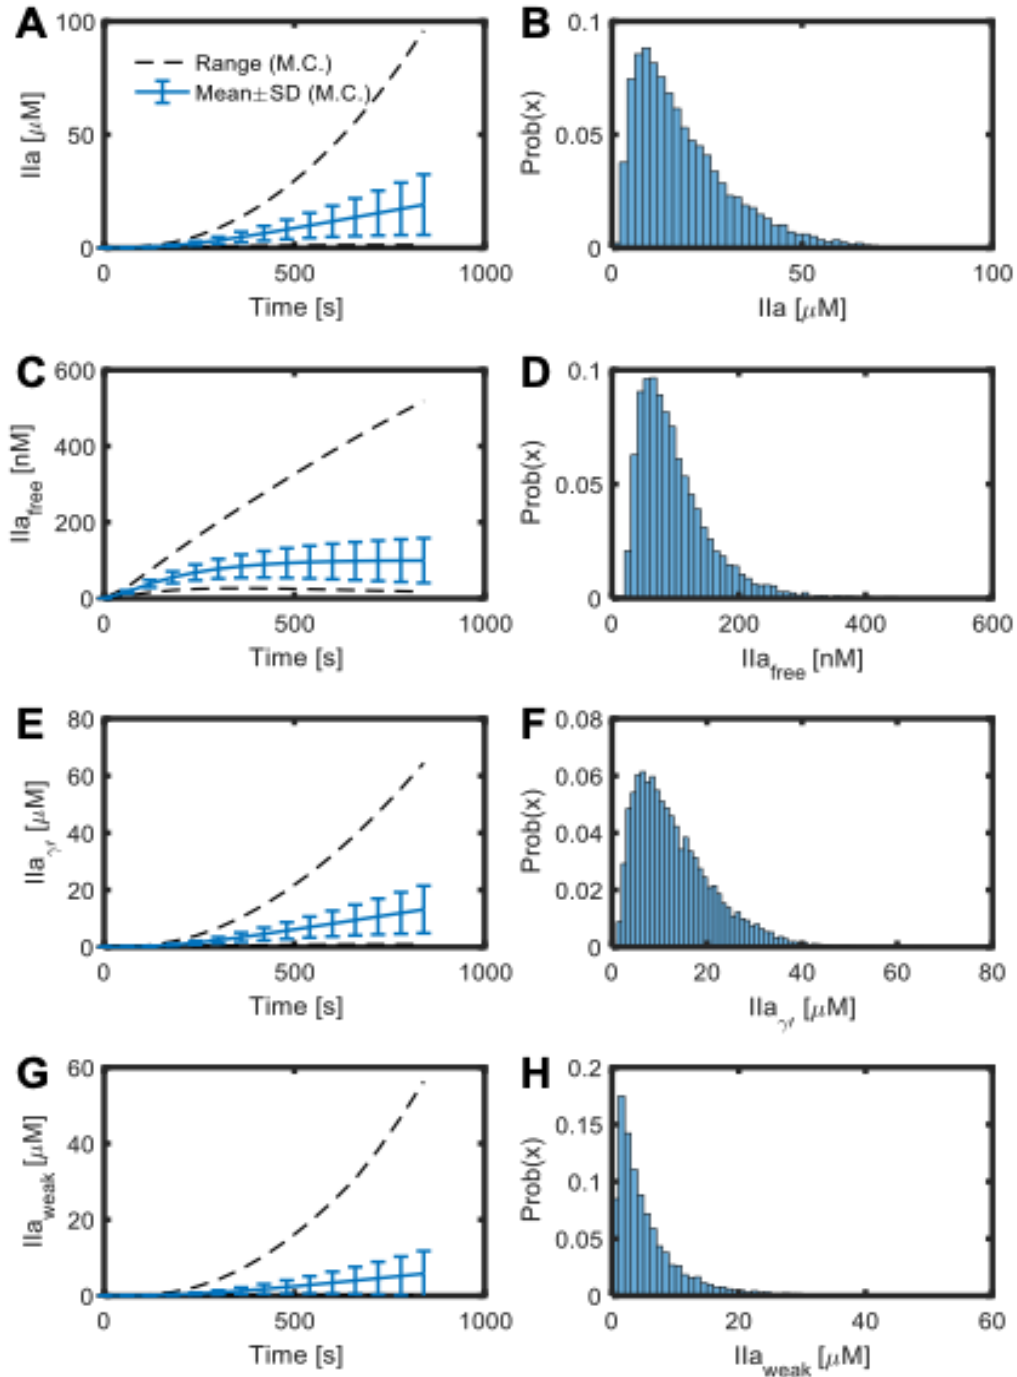 A
100
50
0
IIa [μM]
Range (M.C.)
Mean±SD (M.C.)
0
500
1000
Time [s]
B
0.1
0.05
0
Prob(x)
0
50
100
IIa [μM]
C
600
400
200
0
IIa_free [nM]
0
500
1000
Time [s]
D
0.1
0.05
0
Prob(x)
0
200
400
600
IIa_free [nM]
E
80
60
40
20
0
IIa_γ′ [μM]
0
500
1000
Time [s]
F
0.08
0.06
0.04
0.02
0
Prob(x)
0
20
40
60
80
IIa_γ′ [μM]
G
60
40
20
0
IIa_weak [μM]
0
500
1000
Time [s]
H
0.2
0.15
0.1
0.05
0
Prob(x)
0
20
40
60
IIa_weak [μM]